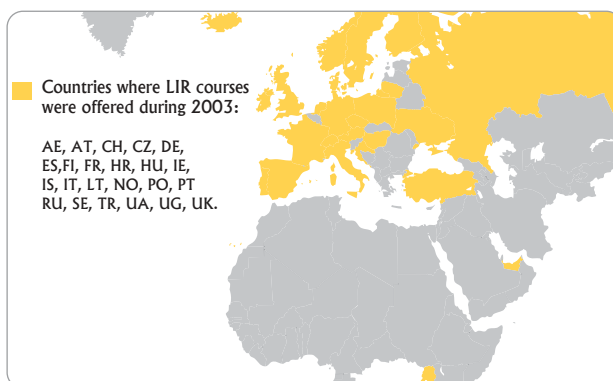 Countries where LIR courses
were offered during 2003:
AE, AT, CH, CZ, DE,
ES,FI, FR, HR, HU, IE,
IS, IT, LT, NO, PO, PT
RU, SE, TR, UA, UG, UK.